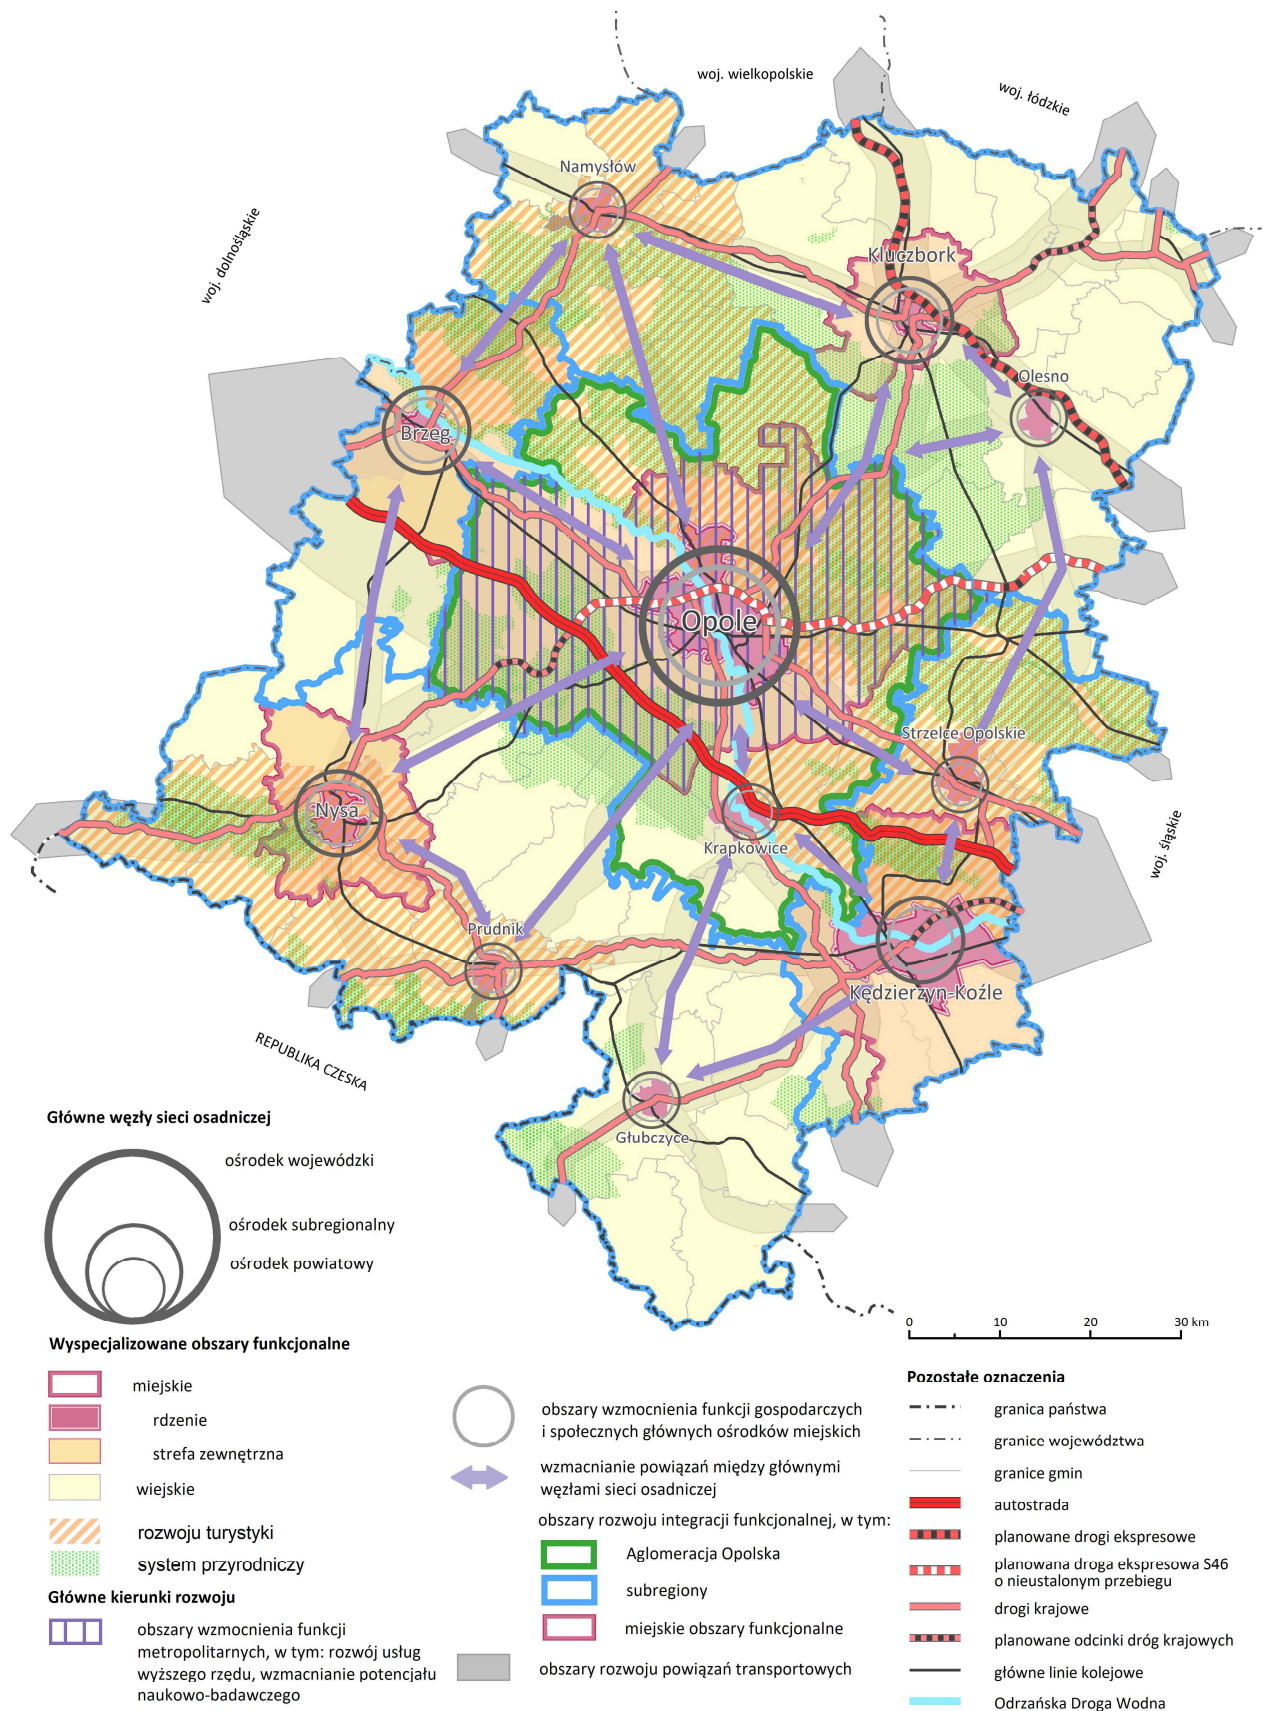 woj. wielkopolskie
woj. łódzkie
Namysłów
woj. dolnośląskie
Kluczbork
Olesno
Brzeg
Opole
Strzelce Opolskie
Nysa
Krapkowice
woj. śląskie
Prudnik
Kędzierzyn-Koźle
REPUBLIKA CZESKA
Głubczyce
Główne węzły sieci osadniczej
ośrodek wojewódzki
ośrodek subregionalny
ośrodek powiatowy
Wyspecjalizowane obszary funkcjonalne
miejskie
rdzenie
strefa zewnętrzna
wiejskie
rozwoju turystyki
system przyrodniczy
Główne kierunki rozwoju
obszary wzmocnienia funkcji
metropolitarnych, w tym: rozwój usług
wyższego rzędu, wzmacnianie potencjału
naukowo-badawczego
obszary wzmocnienia funkcji gospodarczych
i społecznych głównych ośrodków miejskich
wzmacnianie powiązań między głównymi
węzłami sieci osadniczej
obszary rozwoju integracji funkcjonalnej, w tym:
Aglomeracja Opolska
subregiony
miejskie obszary funkcjonalne
obszary rozwoju powiązań transportowych
0 10 20 30 km
Pozostałe oznaczenia
granica państwa
granice województwa
granice gmin
autostrada
planowane drogi ekspresowe
planowana droga ekspresowa S46
o nieustalonym przebiegu
drogi krajowe
planowane odcinki dróg krajowych
główne linie kolejowe
Odrzańska Droga Wodna